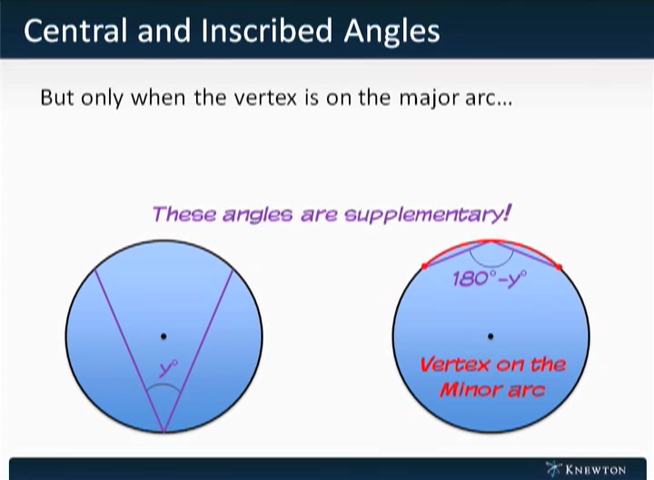 Central and Inscribed Angles
But only when the vertex is on the major arc...
These angles are supplementary!
y°
180°-y°
Vertex on the
Minor arc
KNEWTON